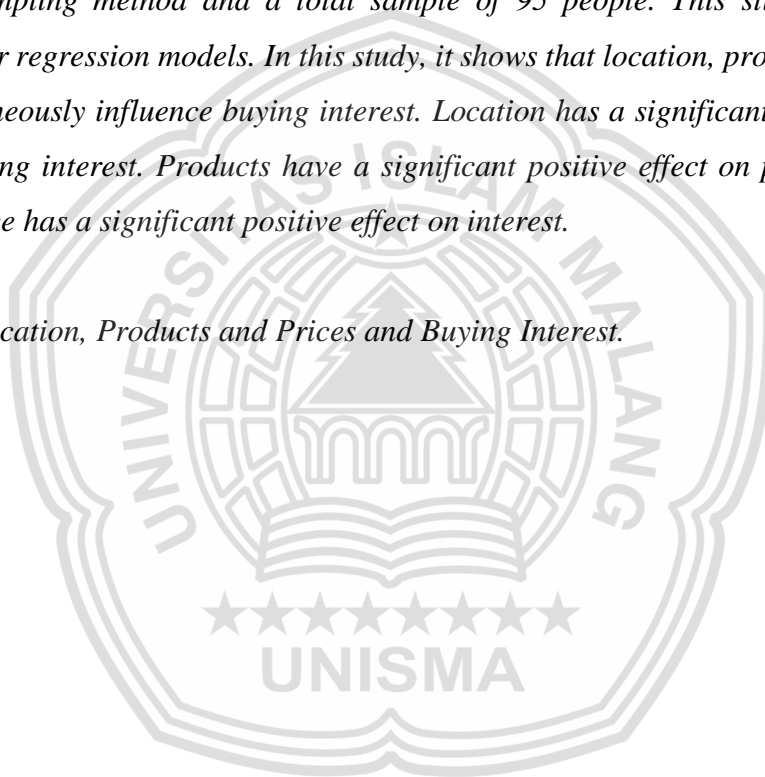 mpling method and a total sample of 95 people. This st
r regression models. In this study, it shows that location, pro
neously influence buying interest. Location has a significant
ing interest. Products have a significant positive effect on p
e has a significant positive effect on interest.
cation, Products and Prices and Buying Interest.
UNIVERSITAS ISLAM MALANG
UNISMA